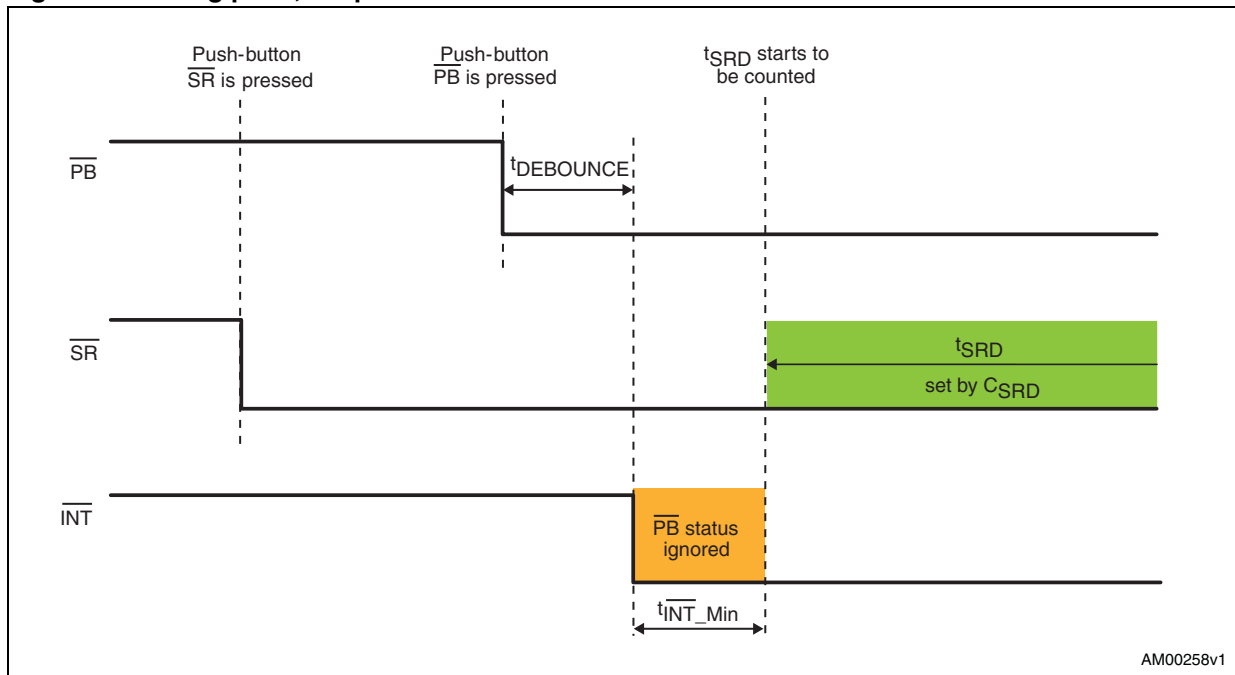 Push-button
SR is pressed
Push-button
PB is pressed
tSRD starts to
be counted
PB
tDEBOUNCE
SR
tSRD
set by CSRD
INT
PB status
ignored
tINT_Min
AM00258v1